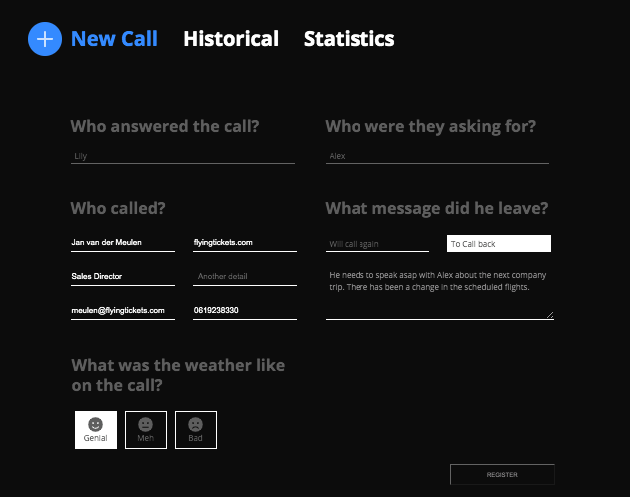 New Call Historical Statistics
Who answered the call? Who were they asking for?
Lily Alex
Who called? What message did he leave?
Jan van der Meulen flyingtickets.com Will call again To Call back
Sales Director Another detail He needs to speak asap with Alex about the next company
trip. There has been a change in the scheduled flights.
meulen@flyingtickets.com 0619238330
What was the weather like
on the call?
Genial Meh Bad
REGISTER